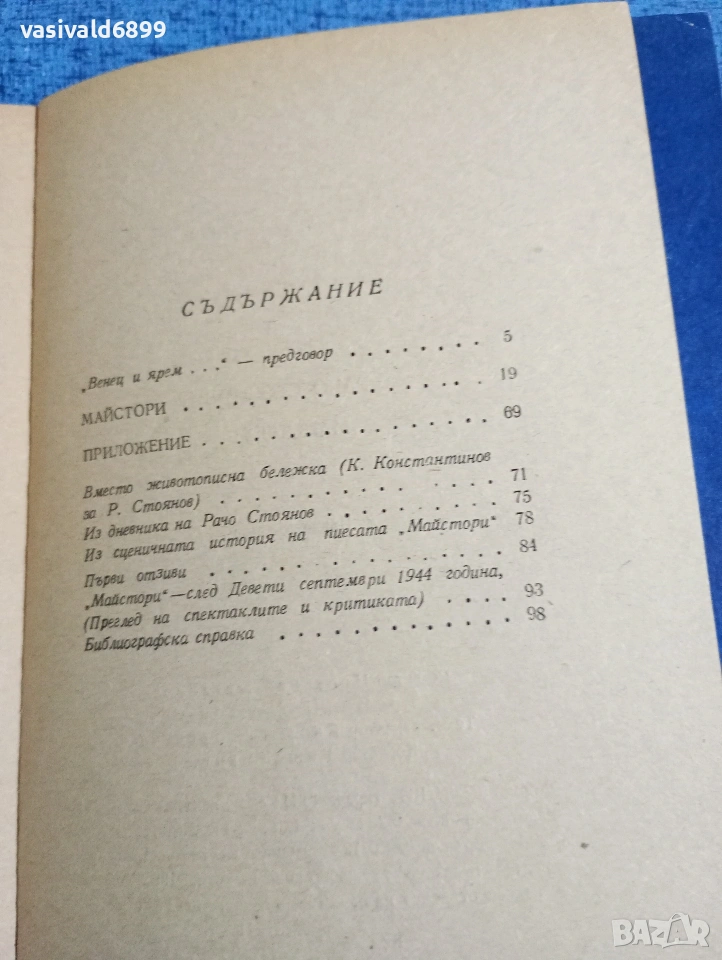 vasivald6899
СЪДЪРЖАНИЕ
„Венец и ярем . . .“ — предговор . . . . . . . . 5
МАЙСТОРИ . . . . . . . . . . . . . . . . . 19
ПРИЛОЖЕНИЕ . . . . . . . . . . . . . . . . 69
Вместо животописна бележка (К. Константинов
за Р. Стоянов) . . . . . . . . . . . . . . 71
Из дневника на Рачо Стоянов . . . . . . . . . 75
Из сценичната история на пиесата „Майстори“ 78
Първи отзиви . . . . . . . . . . . . . . . 84
„Майстори“—след Девети септември 1944 година,
(Преглед на спектаклите и критиката) . . . . 93
Библиографска справка . . . . . . . . . . . 98
BAZAR